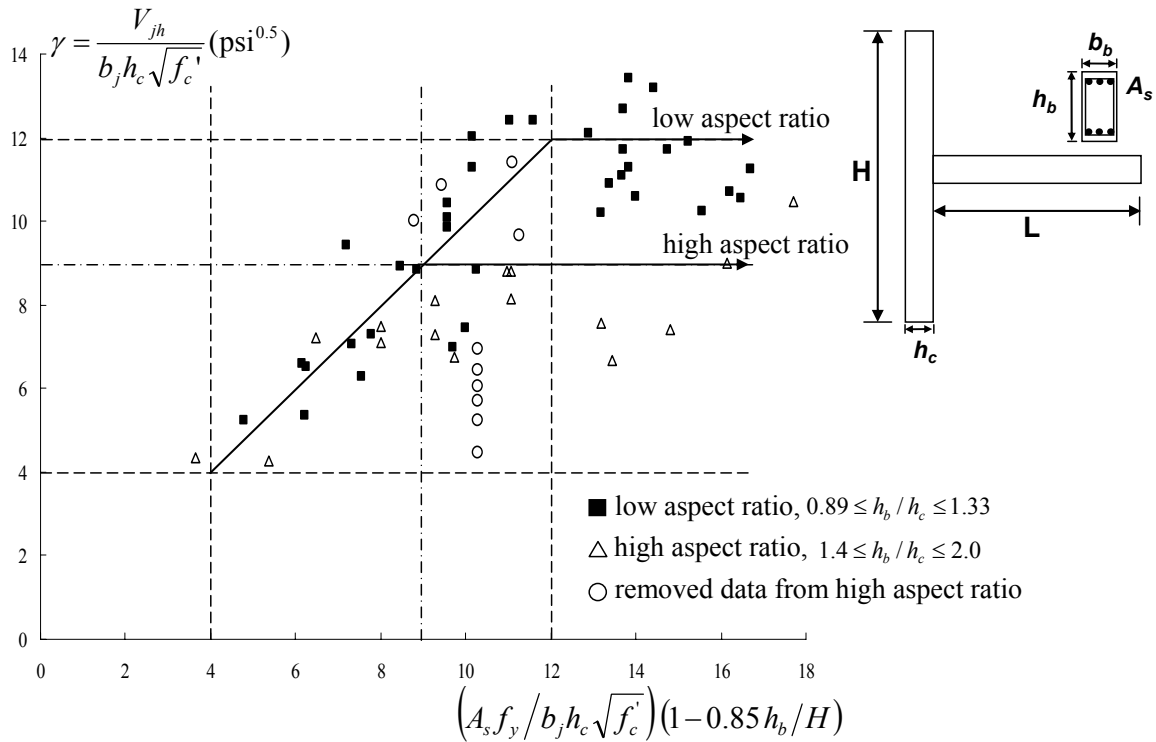 γ = V_jh / (b_j h_c √f_c') (psi^0.5)
14
12
10
8
6
4
2
0
0 2 4 6 8 10 12 14 16 18
(A_s f_y / b_j h_c √f_c') (1 − 0.85 h_b / H)
low aspect ratio
high aspect ratio
■ low aspect ratio, 0.89 ≤ h_b / h_c ≤ 1.33
△ high aspect ratio, 1.4 ≤ h_b / h_c ≤ 2.0
○ removed data from high aspect ratio
b_b
h_b
A_s
H
L
h_c